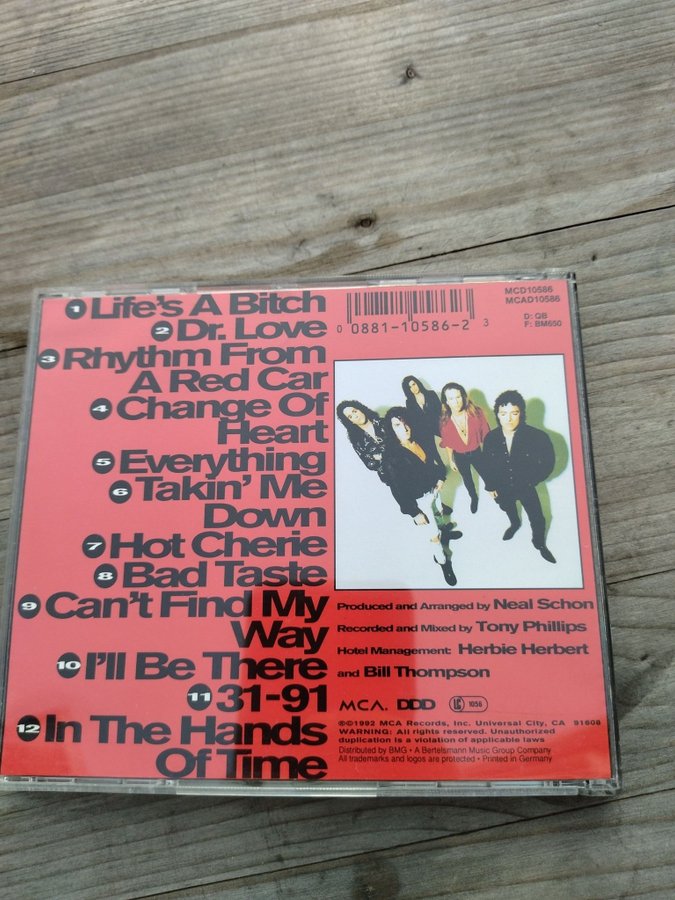 1 Life's A Bitch
2 Dr. Love
3 Rhythm From
A Red Car
4 Change Of
Heart
5 Everything
6 Takin' Me
Down
7 Hot Cherie
8 Bad Taste
9 Can't Find My
Way
10 I'll Be There
11 31-91
12 In The Hands
Of Time
0 0881-10586-2 3
MCD10586
MCAD10586
D: QB
F: BM650
Produced and Arranged by Neal Schon
Recorded and Mixed by Tony Phillips
Hotel Management: Herbie Herbert
and Bill Thompson
MCA. DDD LC 1056
℗©1992 MCA Records, Inc. Universal City, CA 91608
WARNING: All rights reserved. Unauthorized
duplication is a violation of applicable laws
Distributed by BMG • A Bertelsmann Music Group Company
All trademarks and logos are protected • Printed in Germany